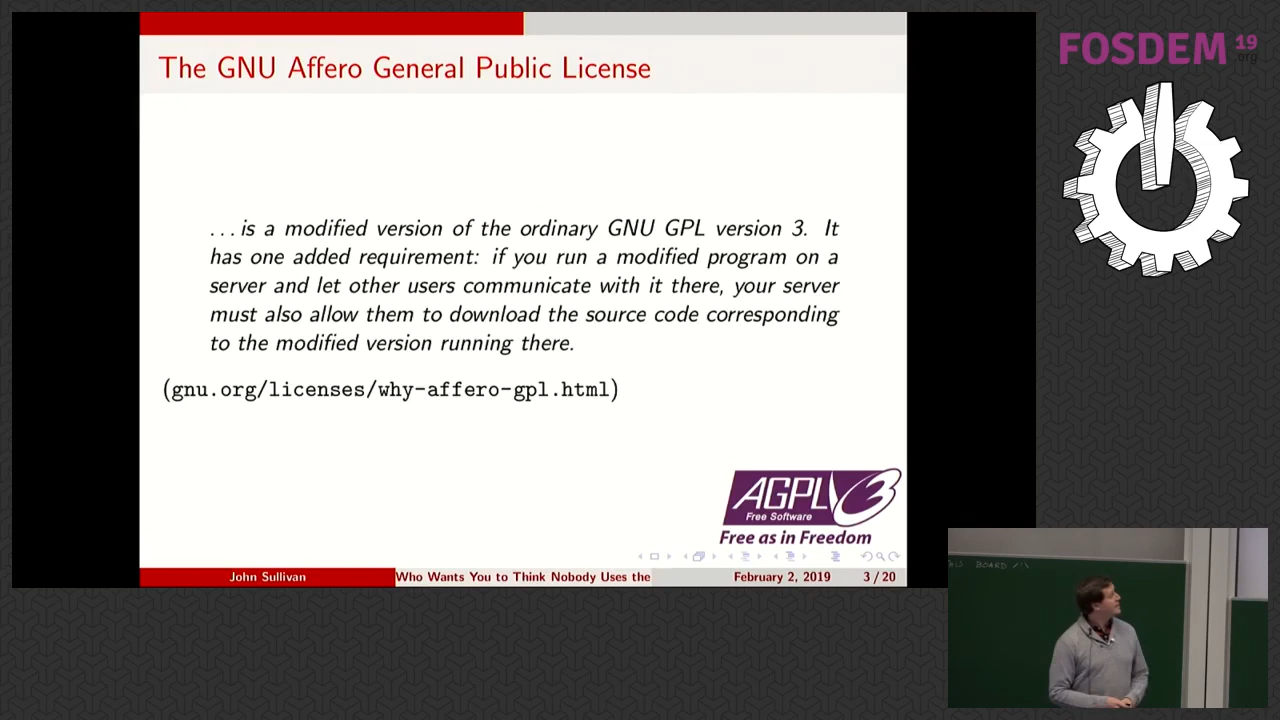 The GNU Affero General Public License
FOSDEM 19
.org
. . . is a modified version of the ordinary GNU GPL version 3. It
has one added requirement: if you run a modified program on a
server and let other users communicate with it there, your server
must also allow them to download the source code corresponding
to the modified version running there.
(gnu.org/licenses/why-affero-gpl.html)
AGPLV3
Free Software
Free as in Freedom
John Sullivan
Who Wants You to Think Nobody Uses the
February 2, 2019
3 / 20
BOARD